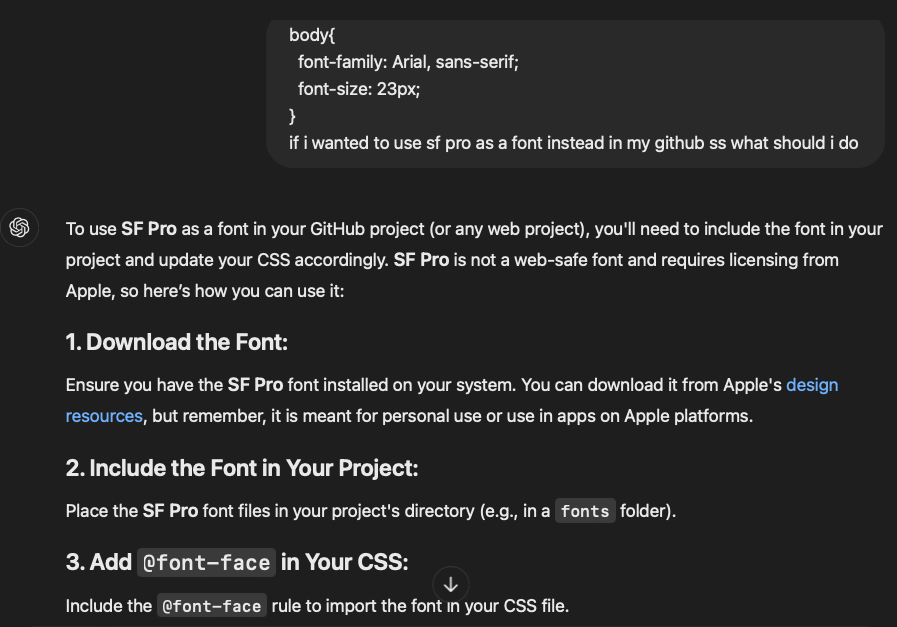 body{
font-family: Arial, sans-serif;
font-size: 23px;
}
if i wanted to use sf pro as a font instead in my github ss what should i do
To use SF Pro as a font in your GitHub project (or any web project), you'll need to include the font in your
project and update your CSS accordingly. SF Pro is not a web-safe font and requires licensing from
Apple, so here’s how you can use it:
1. Download the Font:
Ensure you have the SF Pro font installed on your system. You can download it from Apple's design
resources, but remember, it is meant for personal use or use in apps on Apple platforms.
2. Include the Font in Your Project:
Place the SF Pro font files in your project's directory (e.g., in a fonts folder).
3. Add @font-face in Your CSS:
Include the @font-face rule to import the font in your CSS file.